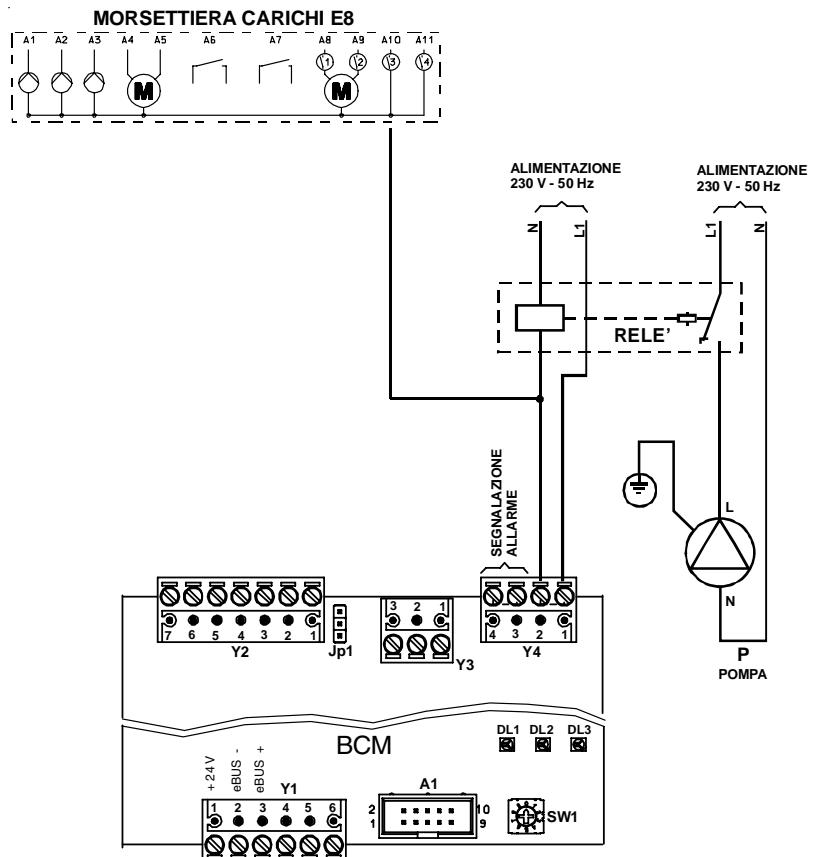 MORSETTIERA CARICHI E8
A1 A2 A3 A4 A5 A6 A7 A8 A9 A10 A11
1 2 3 4
M M
ALIMENTAZIONE
230 V - 50 Hz
ALIMENTAZIONE
230 V - 50 Hz
N L1 L1 N
RELE'
SEGNALAZIONE
ALLARME
L
N
P
POMPA
7 6 5 4 3 2 1
Y2
Jp1
3 2 1
Y3
4 3 2 1
Y4
BCM
DL1 DL2 DL3
+24V
eBUS -
eBUS +
Y1
1 2 3 4 5 6
A1
2 10
1 9
SW1